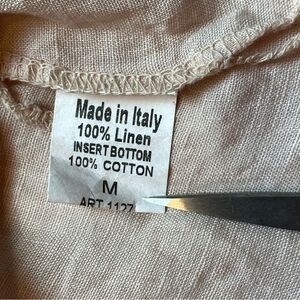 Made in Italy
100% Linen
INSERT BOTTOM
100% COTTON
M
ART 1127